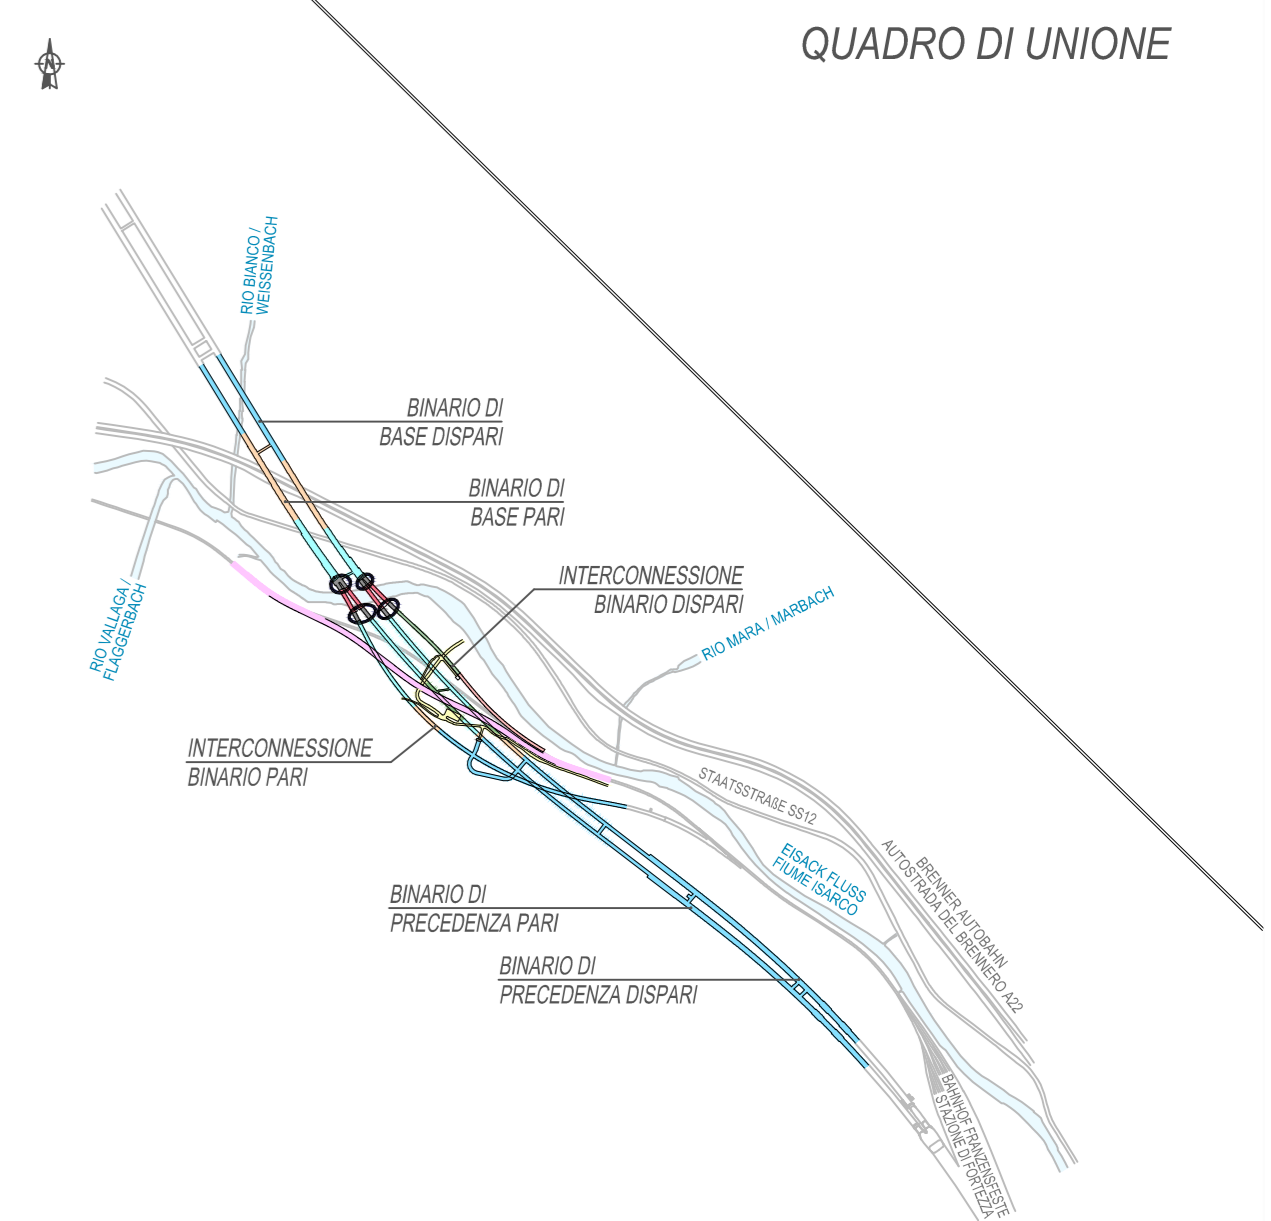 QUADRO DI UNIONE
N
RIO BIANCO /
WEISSENBACH
BINARIO DI
BASE DISPARI
BINARIO DI
BASE PARI
INTERCONNESSIONE
BINARIO DISPARI
RIO MARA / MARBACH
RIO VALLAGA /
FLAGGERBACH
INTERCONNESSIONE
BINARIO PARI
STAATSSTRAßE SS12
EISACK FLUSS
FIUME ISARCO
BRENNER AUTOBAHN
AUTOSTRADA DEL BRENNERO A22
BINARIO DI
PRECEDENZA PARI
BINARIO DI
PRECEDENZA DISPARI
BAHNHOF FRANZENSFESTE
STAZIONE DI FORTEZZA